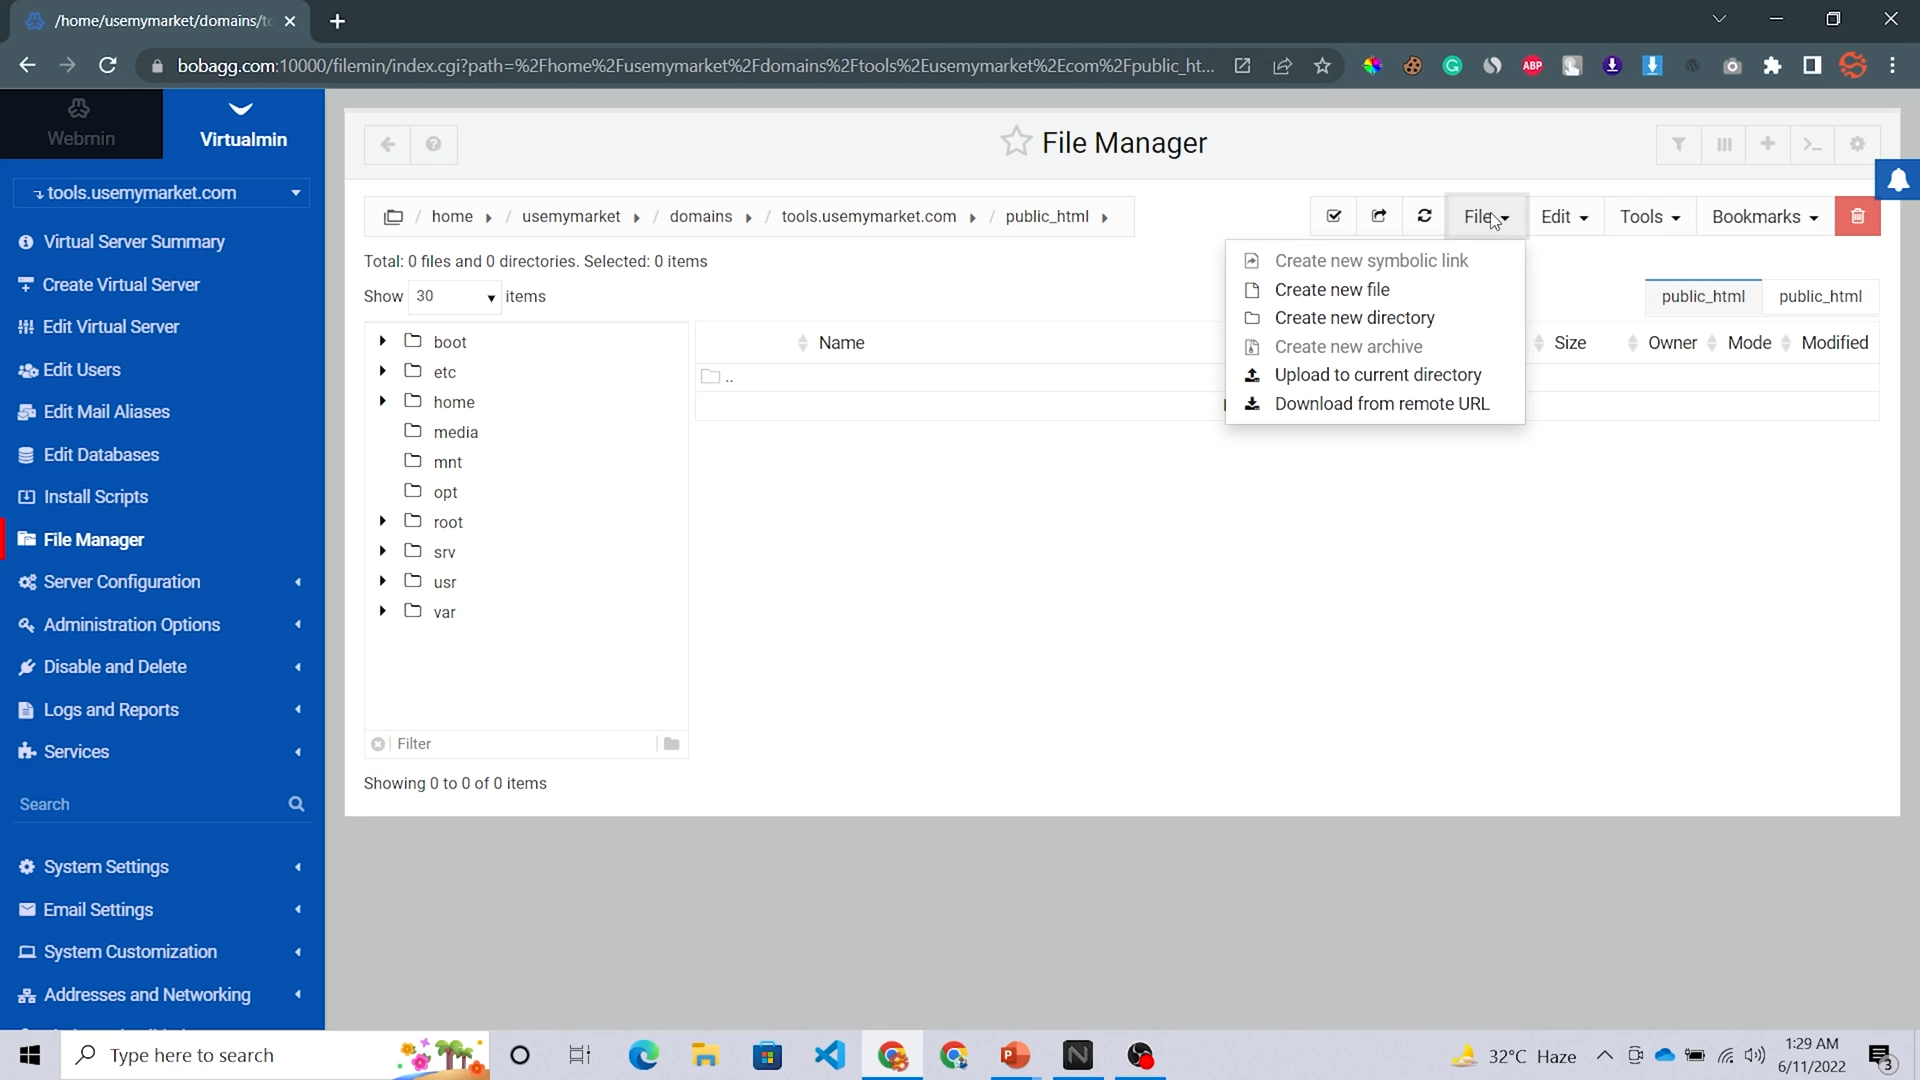 /home/usemymarket/domains/to
bobagg.com:10000/filemin/index.cgi?path=%2Fhome%2Fusemymarket%2Fdomains%2Ftools%2Eusemymarket%2Ecom%2Fpublic_ht...
ABP
Webmin
Virtualmin
tools.usemymarket.com
Virtual Server Summary
Create Virtual Server
Edit Virtual Server
Edit Users
Edit Mail Aliases
Edit Databases
Install Scripts
File Manager
Server Configuration
Administration Options
Disable and Delete
Logs and Reports
Services
Search
System Settings
Email Settings
System Customization
Addresses and Networking
File Manager
/ home / usemymarket / domains / tools.usemymarket.com / public_html
File Edit Tools Bookmarks
Total: 0 files and 0 directories. Selected: 0 items
Show 30 items
Create new symbolic link
Create new file
Create new directory
Create new archive
Upload to current directory
Download from remote URL
public_html public_html
Name Size Owner Mode Modified
..
boot
etc
home
media
mnt
opt
root
srv
usr
var
Filter
Showing 0 to 0 of 0 items
Type here to search
32°C Haze
1:29 AM
6/11/2022
3